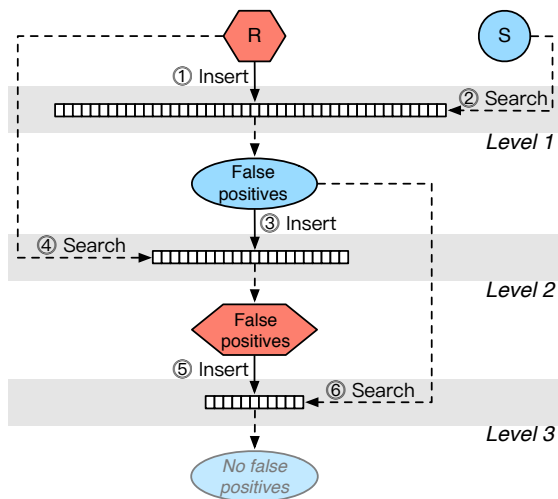 R
S
① Insert
② Search
Level 1
False
positives
③ Insert
④ Search
Level 2
False
positives
⑤ Insert
⑥ Search
Level 3
No false
positives